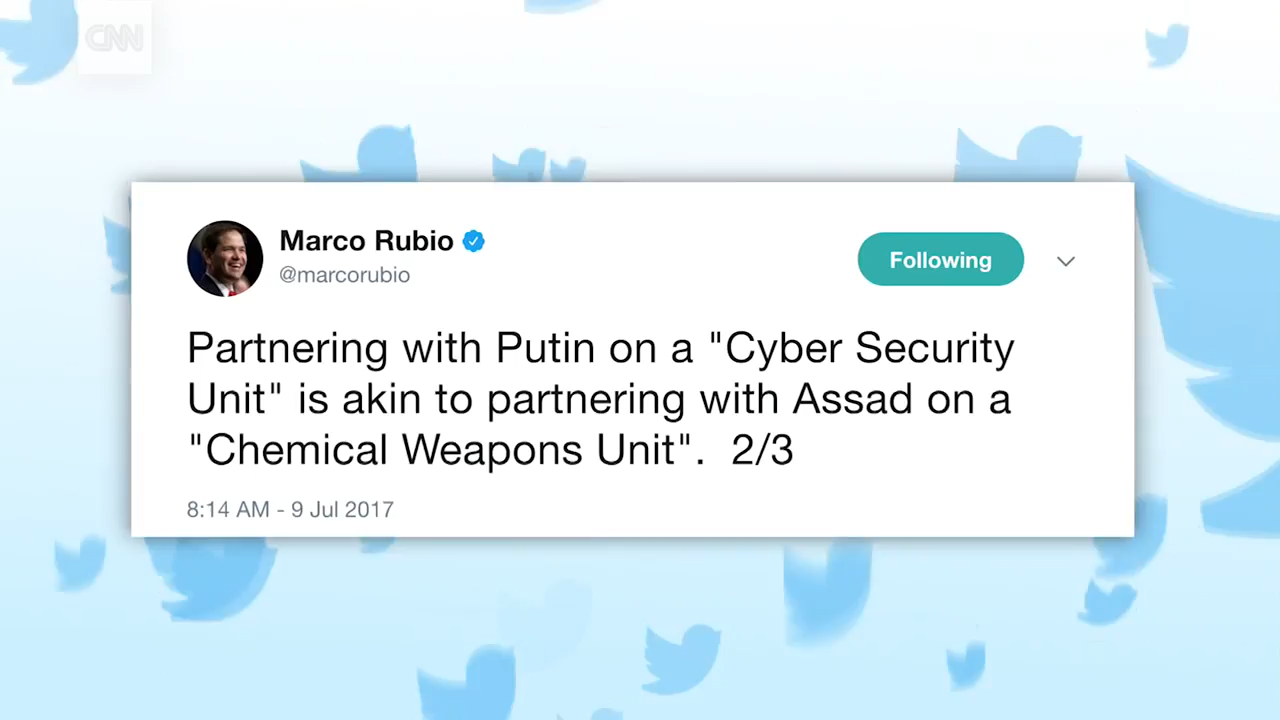 CNN
Marco Rubio
@marcorubio
Following
Partnering with Putin on a "Cyber Security
Unit" is akin to partnering with Assad on a
"Chemical Weapons Unit".  2/3
8:14 AM - 9 Jul 2017